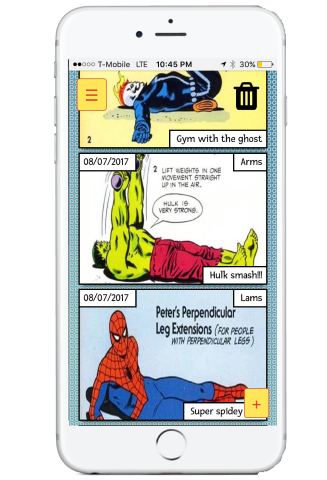 T-Mobile LTE 10:45 PM 30%
2
Gym with the ghost
08/07/2017 Arms
2 LIFT WEIGHTS IN ONE
MOVEMENT STRAIGHT
UP IN THE AIR.
HULK IS
VERY STRONG.
Hulk smash!!!
08/07/2017 Lams
Peter's Perpendicular
Leg Extensions (FOR PEOPLE
WITH PERPENDICULAR LEGS)
Super spidey
+